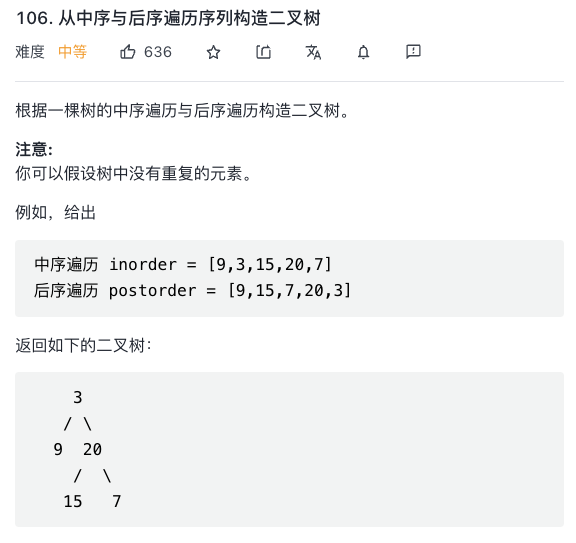 106. 从中序与后序遍历序列构造二叉树
难度 中等 636
根据一棵树的中序遍历与后序遍历构造二叉树。
注意:
你可以假设树中没有重复的元素。
例如，给出
中序遍历 inorder = [9,3,15,20,7]
后序遍历 postorder = [9,15,7,20,3]
返回如下的二叉树：
3
/ \
9 20
/ \
15 7